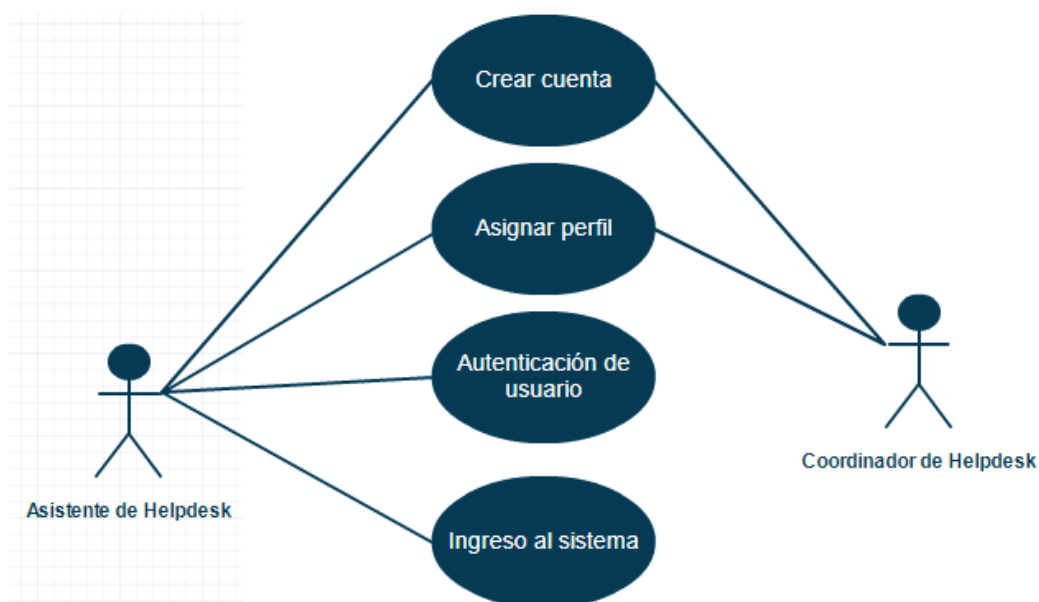 Crear cuenta
Asignar perfil
Autenticación de
usuario
Ingreso al sistema
Asistente de Helpdesk
Coordinador de Helpdesk